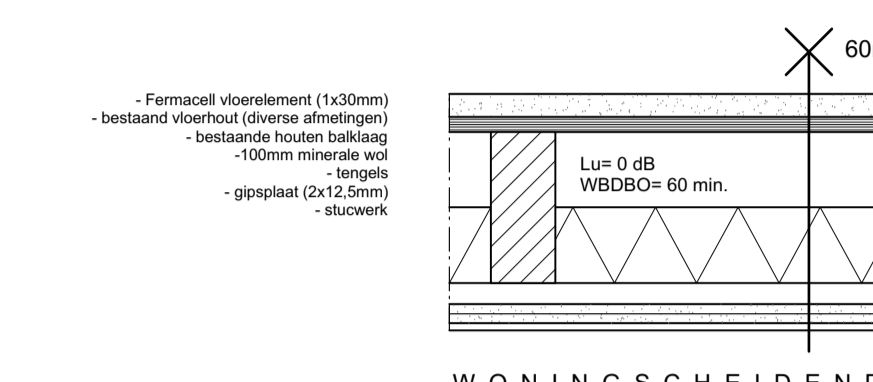 - Fermacell vloerelement (1x30mm)
- bestaand vloerhout (diverse afmetingen)
- bestaande houten balklaag
-100mm minerale wol
- tengels
- gipsplaat (2x12,5mm)
- stucwerk
60
Lu= 0 dB
WBDBO= 60 min.
W O N I N G S C H E I D E N D